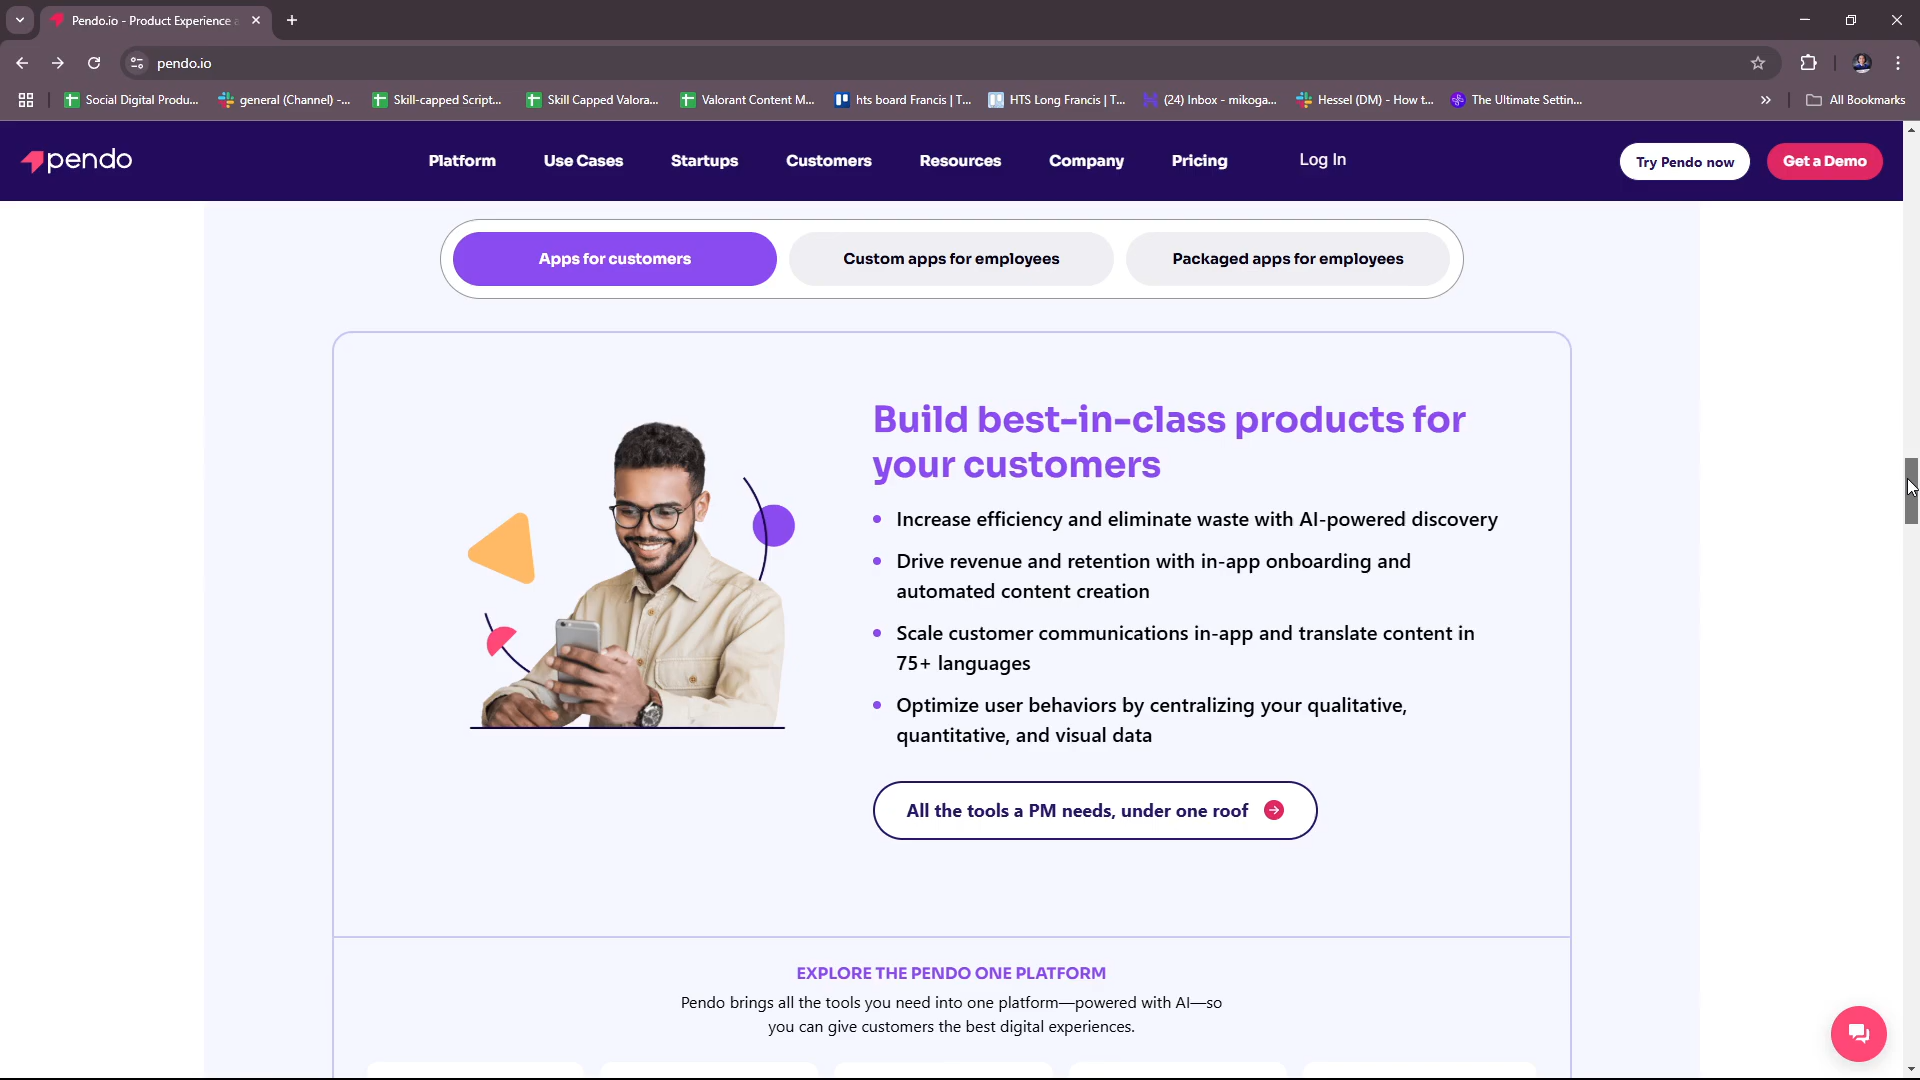 Pendo.io - Product Experience a
pendo.io
Social Digital Produ...
general (Channel) -...
Skill-capped Script...
Skill Capped Valora...
Valorant Content M...
hts board Francis | T...
HTS Long Francis | T...
(24) Inbox - mikoga...
Hessel (DM) - How t...
The Ultimate Settin...
All Bookmarks
pendo
Platform
Use Cases
Startups
Customers
Resources
Company
Pricing
Log In
Try Pendo now
Get a Demo
Apps for customers
Custom apps for employees
Packaged apps for employees
Build best-in-class products for
your customers
Increase efficiency and eliminate waste with AI-powered discovery
Drive revenue and retention with in-app onboarding and
automated content creation
Scale customer communications in-app and translate content in
75+ languages
Optimize user behaviors by centralizing your qualitative,
quantitative, and visual data
All the tools a PM needs, under one roof
EXPLORE THE PENDO ONE PLATFORM
Pendo brings all the tools you need into one platform—powered with AI—so
you can give customers the best digital experiences.